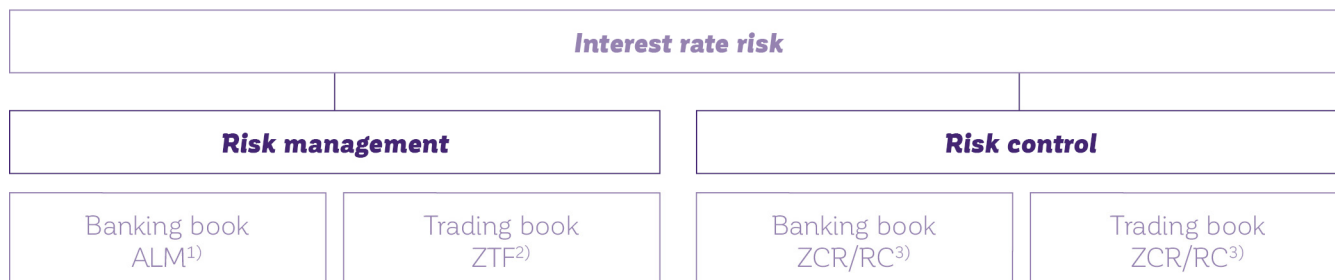 Interest rate risk
Risk management
Risk control
Banking book
ALM¹⁾
Trading book
ZTF²⁾
Banking book
ZCR/RC³⁾
Trading book
ZCR/RC³⁾